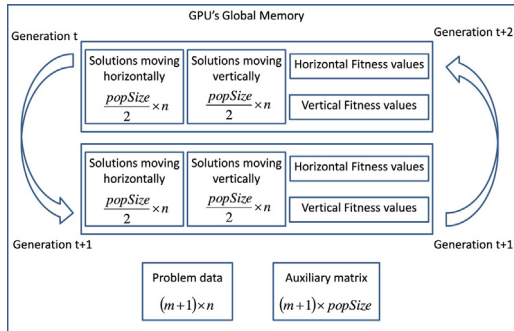 GPU's Global Memory
Generation t
Generation t+2
Solutions moving
horizontally
popSize/2 × n
Solutions moving
vertically
popSize/2 × n
Horizontal Fitness values
Vertical Fitness values
Solutions moving
horizontally
popSize/2 × n
Solutions moving
vertically
popSize/2 × n
Horizontal Fitness values
Vertical Fitness values
Generation t+1
Generation t+1
Problem data
(m+1)×n
Auxiliary matrix
(m+1)× popSize